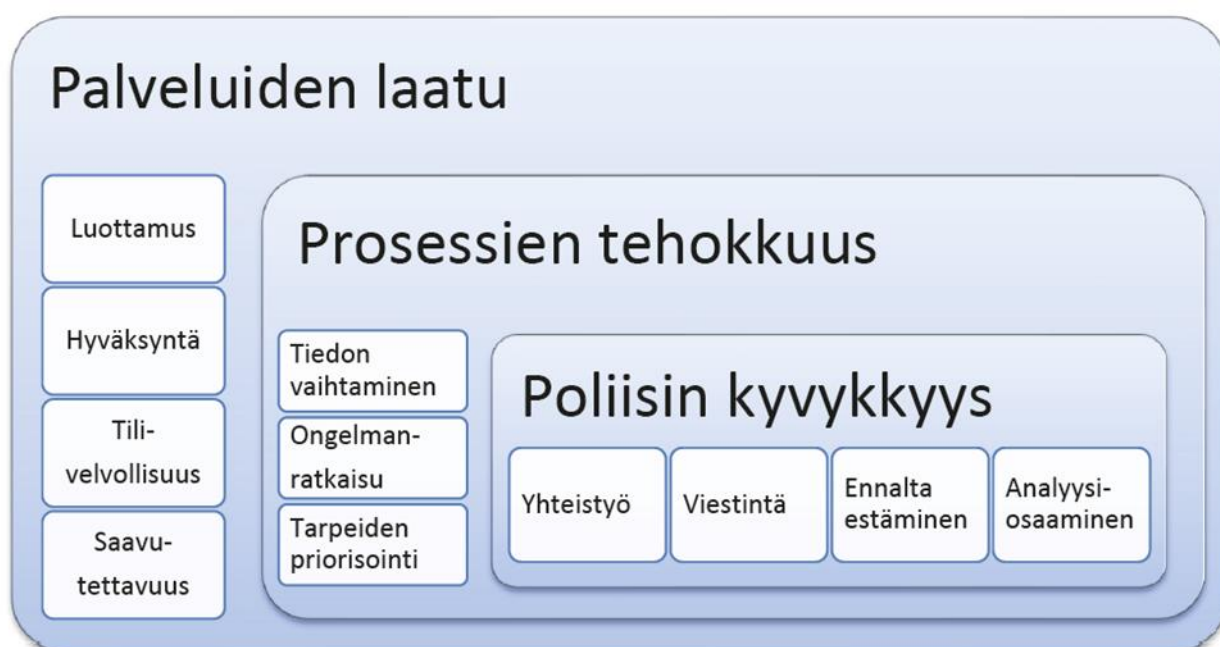 Palveluiden laatu
Luottamus
Hyväksyntä
Tili-
velvollisuus
Saavu-
tettavuus
Prosessien tehokkuus
Tiedon
vaihtaminen
Ongelman-
ratkaisu
Tarpeiden
priorisointi
Poliisin kyvykkyys
Yhteistyö
Viestintä
Ennalta
estäminen
Analyysi-
osaaminen